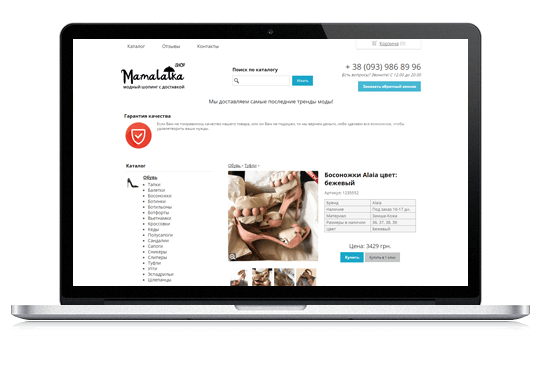 Каталог Отзывы Контакты
Корзина (0)
SHOP
Mamalatka
МОДНЫЙ ШОПИНГ С ДОСТАВКОЙ
Поиск по каталогу
Искать
+ 38 (093) 986 89 96
Есть вопросы? Звоните! С 12.00 до 20.00
Заказать обратный звонок
Мы доставляем самые последние тренды моды!
Гарантия качества
Если Вам не понравилось качество нашего товара, или он Вам не подошел, то мы вернем деньги, либо сделаем все возможное, чтобы
удовлетворить ваши нужды.
Каталог
Обувь
Тапки
Балетки
Босоножки
Ботинки
Ботильоны
Ботфорты
Вьетнамки
Кроссовки
Кеды
Полусапоги
Сандалии
Сапоги
Сникеры
Слиперы
Туфли
Угги
Эспадрильи
Шлепанцы
Обувь › Туфли ›
Босоножки Alaia цвет:
бежевый
Артикул: 1235552
Бренд Alaia
Наличие Под заказ 10-17 дн.
Материал Замша-Кожа
Размеры в наличии 36, 37, 38, 39
Цвет Бежевый
Цена: 3429 грн.
Купить Купить в 1 клик